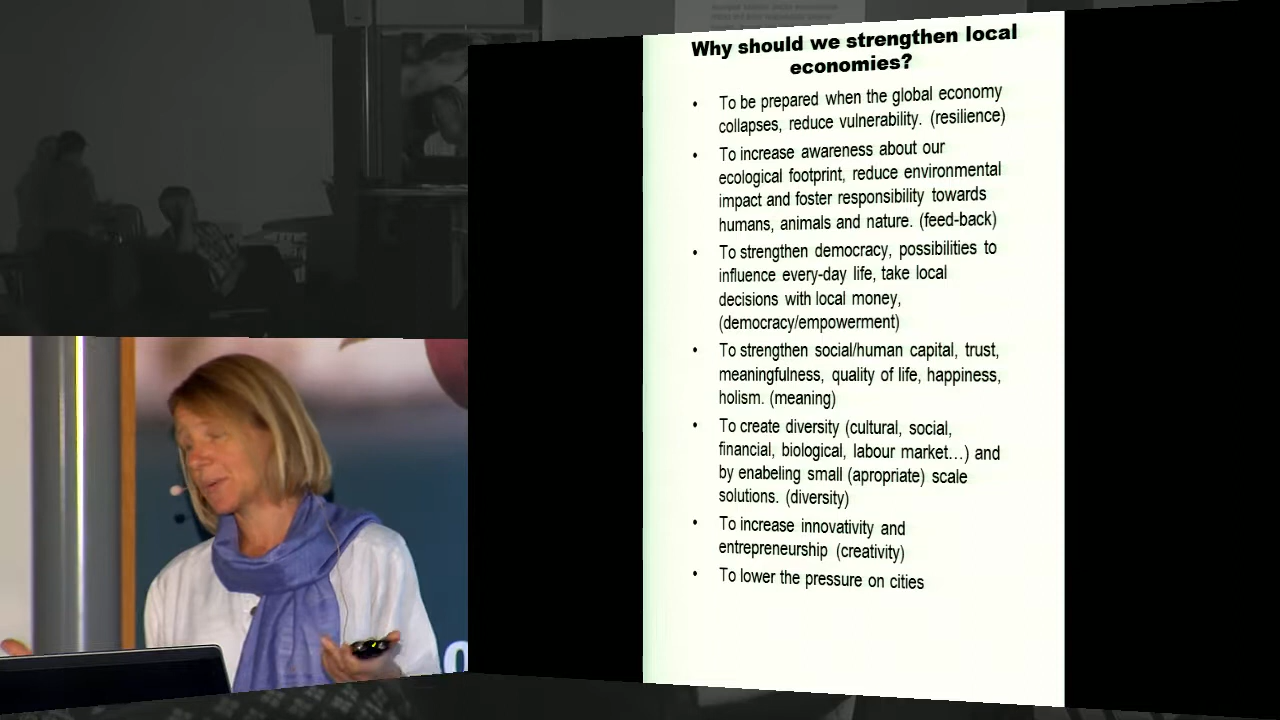 Why should we strengthen local
economies?
• To be prepared when the global economy
collapses, reduce vulnerability. (resilience)
• To increase awareness about our
ecological footprint, reduce environmental
impact and foster responsibility towards
humans, animals and nature. (feed-back)
• To strengthen democracy, possibilities to
influence every-day life, take local
decisions with local money,
(democracy/empowerment)
• To strengthen social/human capital, trust,
meaningfulness, quality of life, happiness,
holism. (meaning)
• To create diversity (cultural, social,
financial, biological, labour market…) and
by enabeling small (apropriate) scale
solutions. (diversity)
• To increase innovativity and
entrepreneurship (creativity)
• To lower the pressure on cities